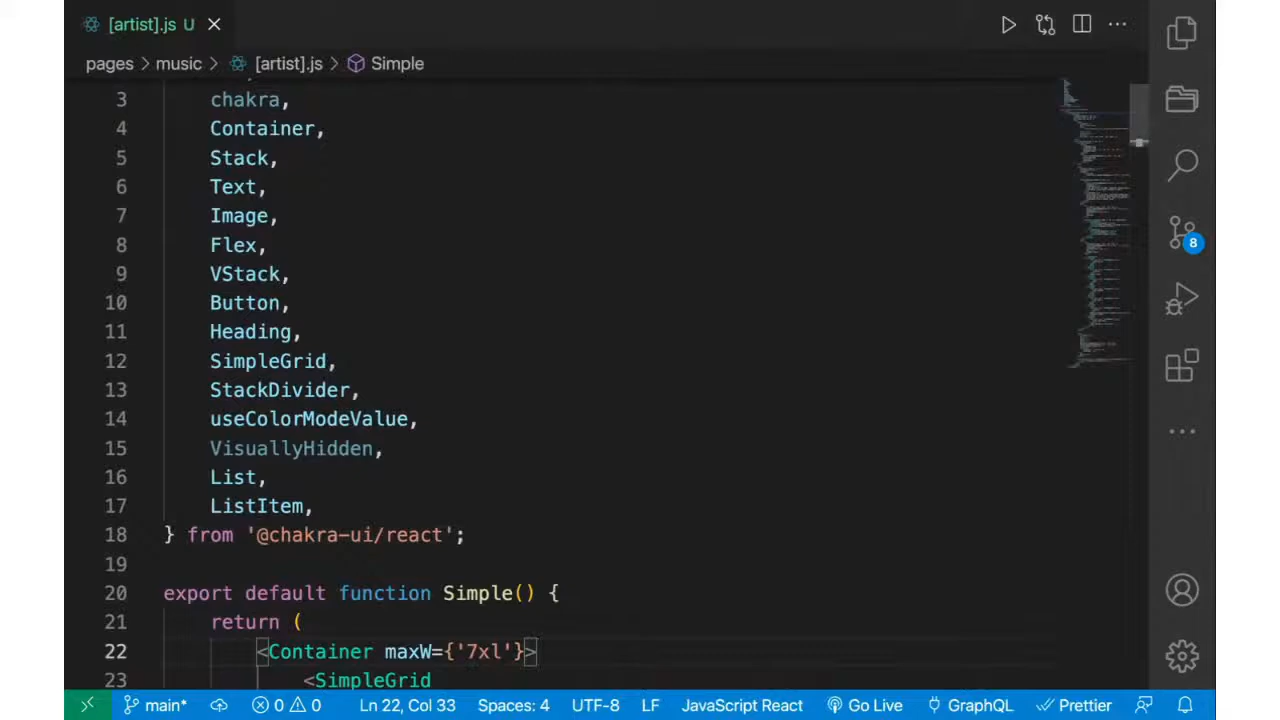 [artist].js U
pages > music > [artist].js > Simple
3 chakra,
4 Container,
5 Stack,
6 Text,
7 Image,
8 Flex,
9 VStack,
10 Button,
11 Heading,
12 SimpleGrid,
13 StackDivider,
14 useColorModeValue,
15 VisuallyHidden,
16 List,
17 ListItem,
18 } from '@chakra-ui/react';
19
20 export default function Simple() {
21 return (
22 <Container maxW={'7xl'}>
23 <SimpleGrid
8
main* 0 0 Ln 22, Col 33 Spaces: 4 UTF-8 LF JavaScript React Go Live GraphQL Prettier